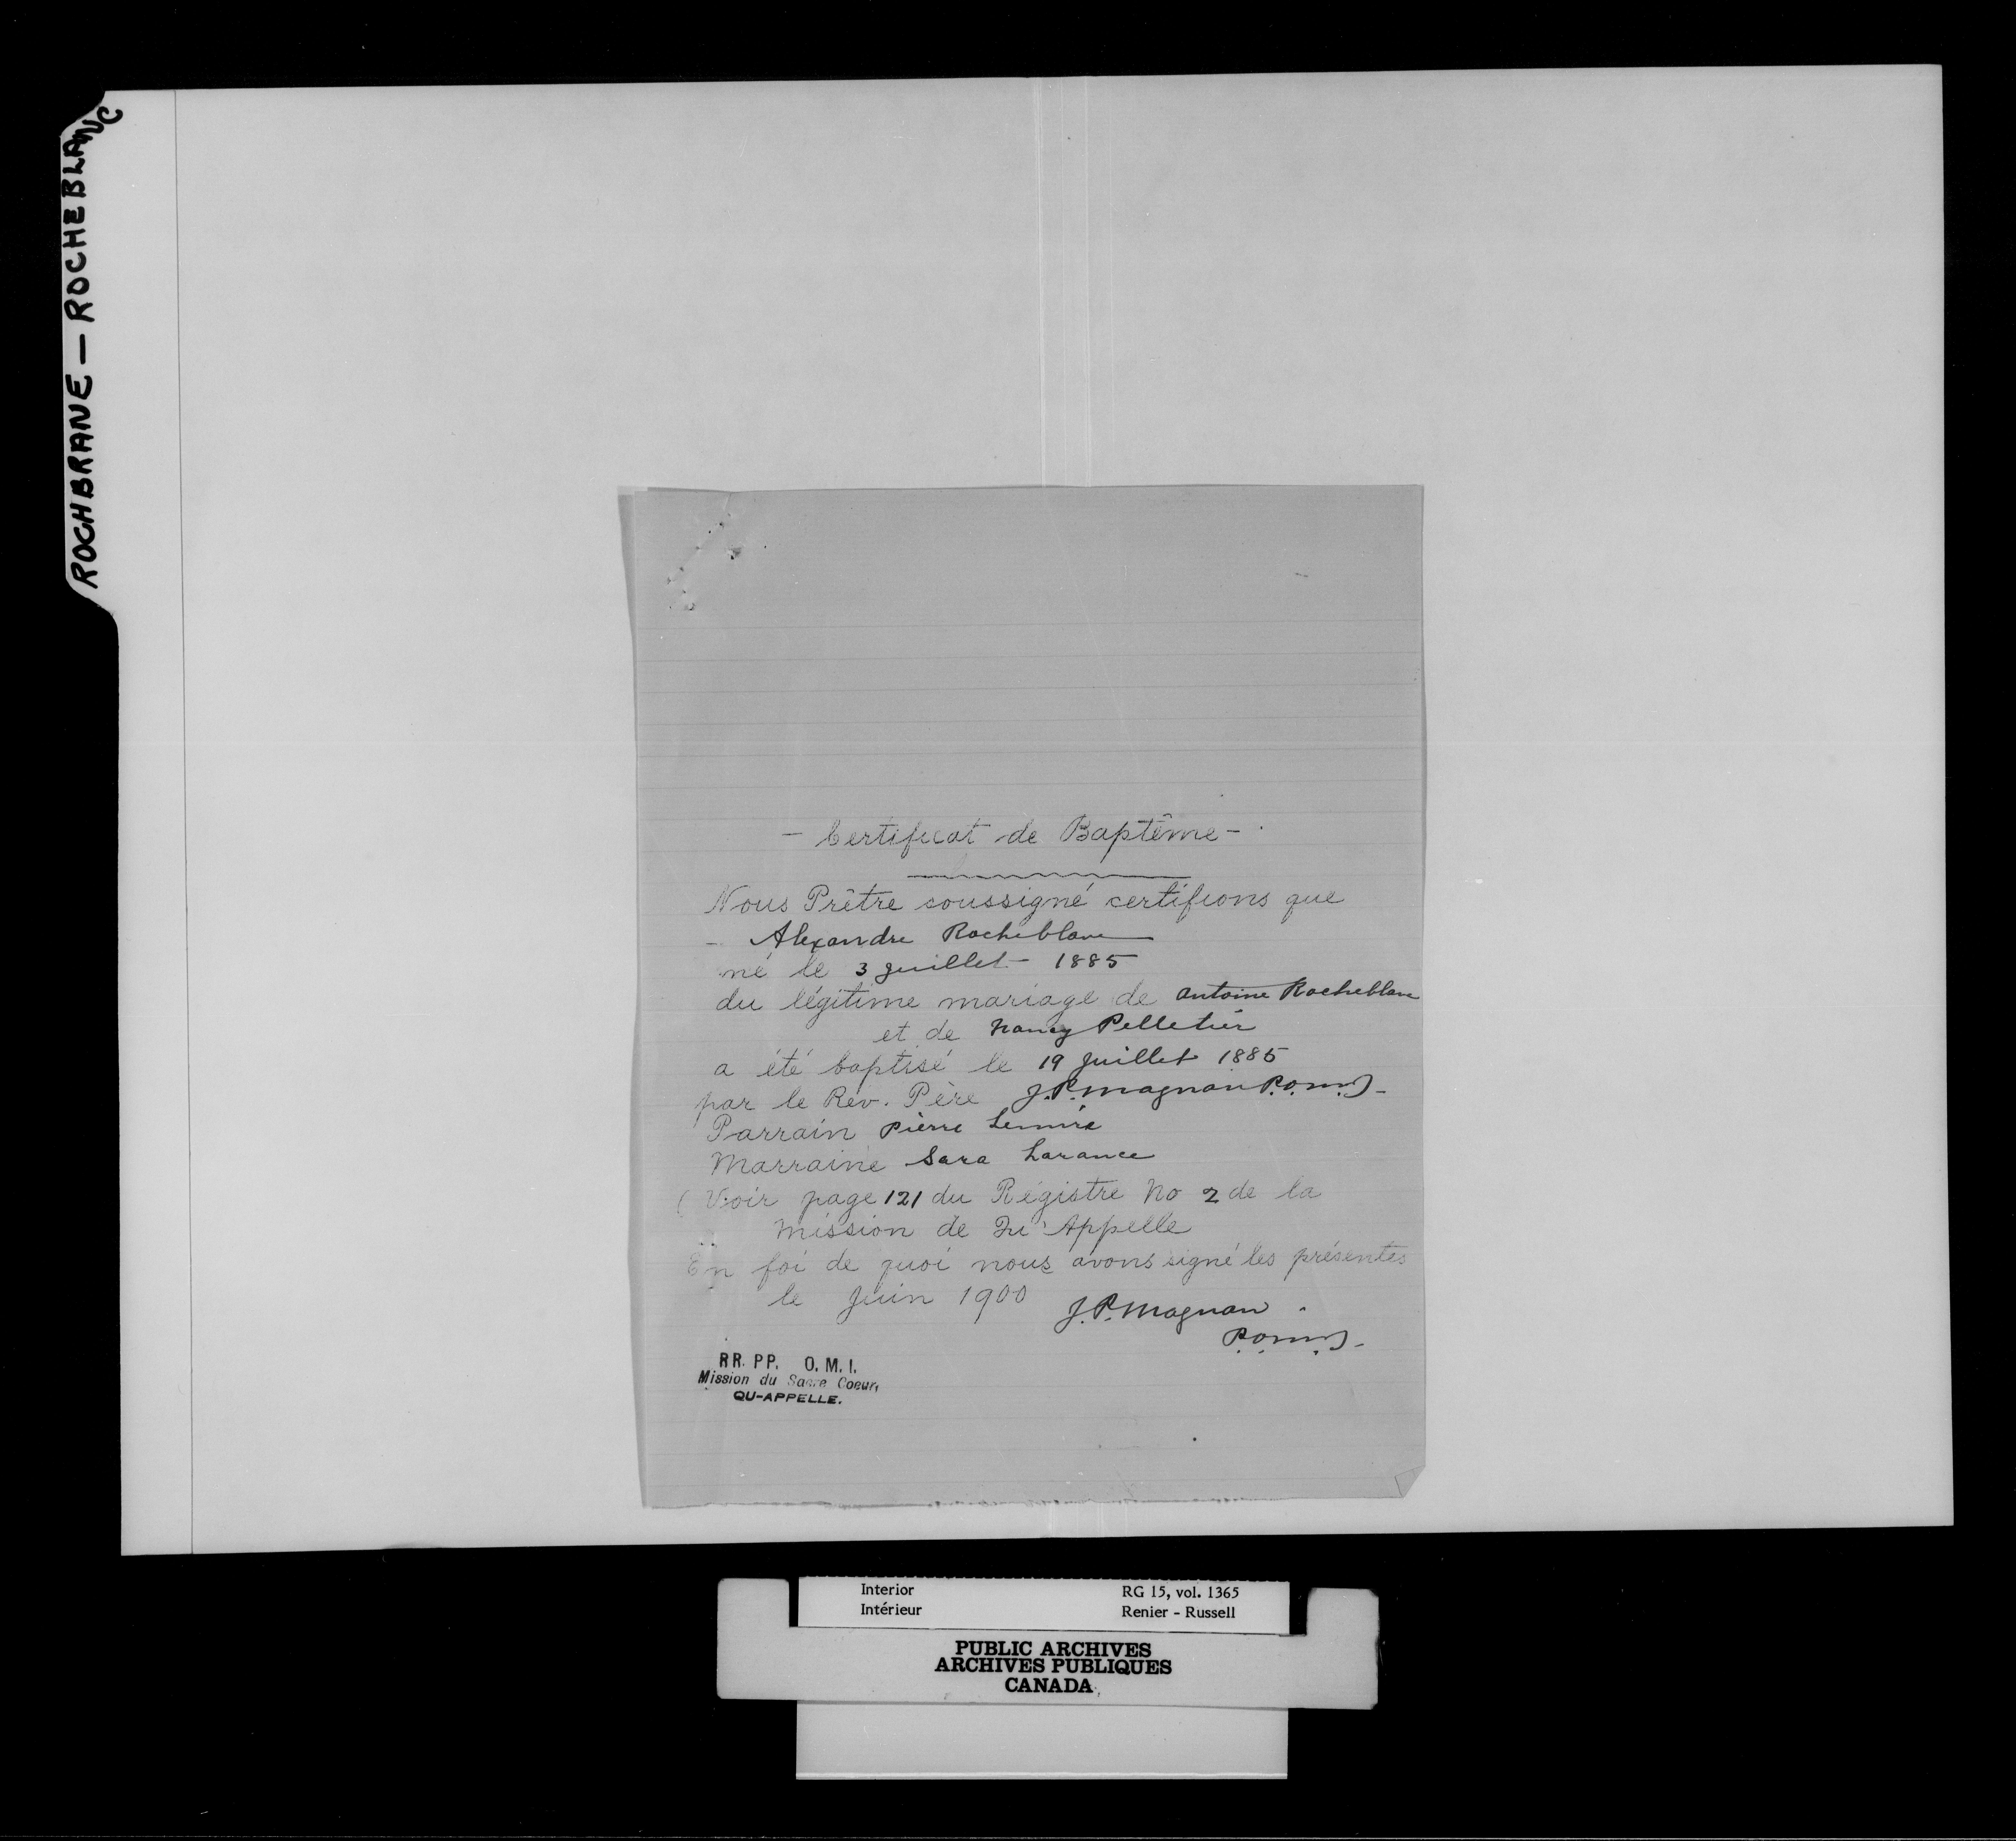 ROCHBRANE — ROCHEBLANC
- Certificat de Baptême -
Nous Prêtre soussigné certifions que
- Alexandre Rocheblanc
né le 3 juillet 1885
du légitime mariage de Antoine Rocheblanc
et de Nancy Pelletier
a été baptisé le 19 juillet 1885
par le Rév. Père J.P. Magnan P.O.M.I.
Parrain Pierre
Marraine Sara Larance
(Voir page 121 du Régistre No 2 de la
Mission de Qu'Appelle
En foi de quoi nous avons signé les présentes
le Juin 1900 J.P. Magnan
P.O.M.I.
RR. PP. O. M. I.
Mission du Sacre Coeur,
QU-APPELLE.
Interior RG 15, vol. 1365
Intérieur Renier - Russell
PUBLIC ARCHIVES
ARCHIVES PUBLIQUES
CANADA